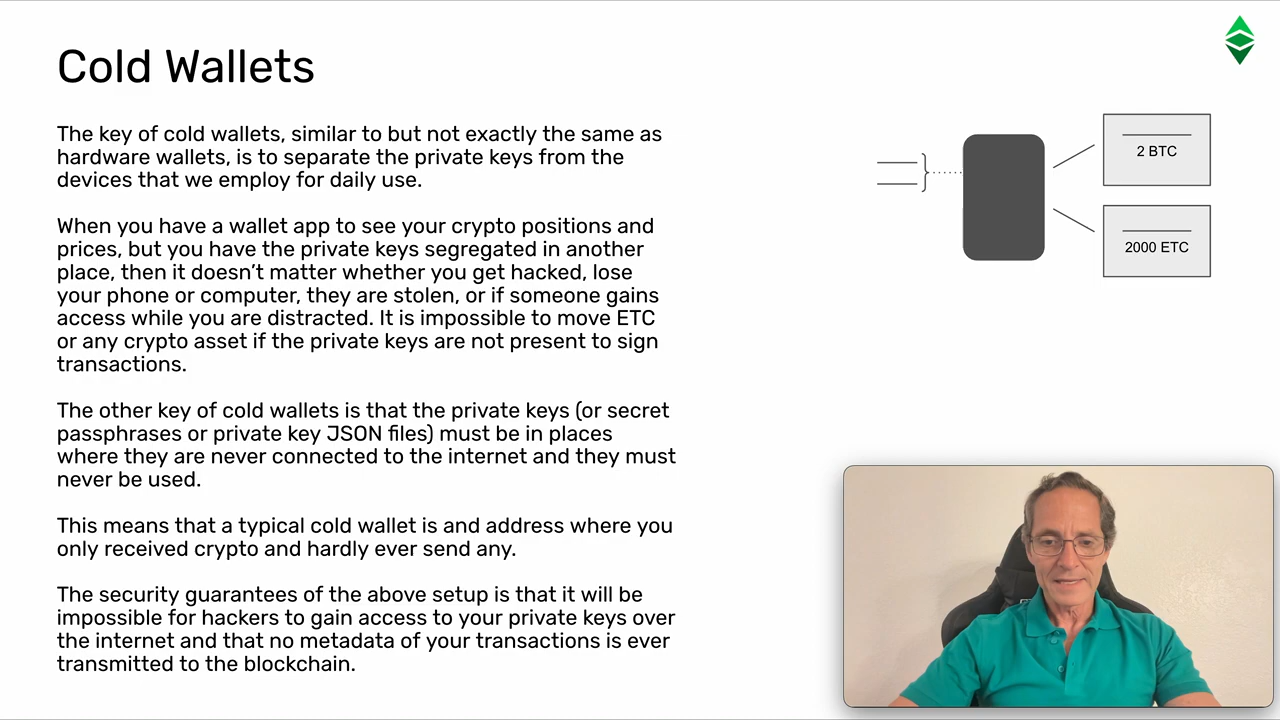 Cold Wallets
The key of cold wallets, similar to but not exactly the same as
hardware wallets, is to separate the private keys from the
devices that we employ for daily use.
When you have a wallet app to see your crypto positions and
prices, but you have the private keys segregated in another
place, then it doesn't matter whether you get hacked, lose
your phone or computer, they are stolen, or if someone gains
access while you are distracted. It is impossible to move ETC
or any crypto asset if the private keys are not present to sign
transactions.
The other key of cold wallets is that the private keys (or secret
passphrases or private key JSON files) must be in places
where they are never connected to the internet and they must
never be used.
This means that a typical cold wallet is and address where you
only received crypto and hardly ever send any.
The security guarantees of the above setup is that it will be
impossible for hackers to gain access to your private keys over
the internet and that no metadata of your transactions is ever
transmitted to the blockchain.
2 BTC
2000 ETC